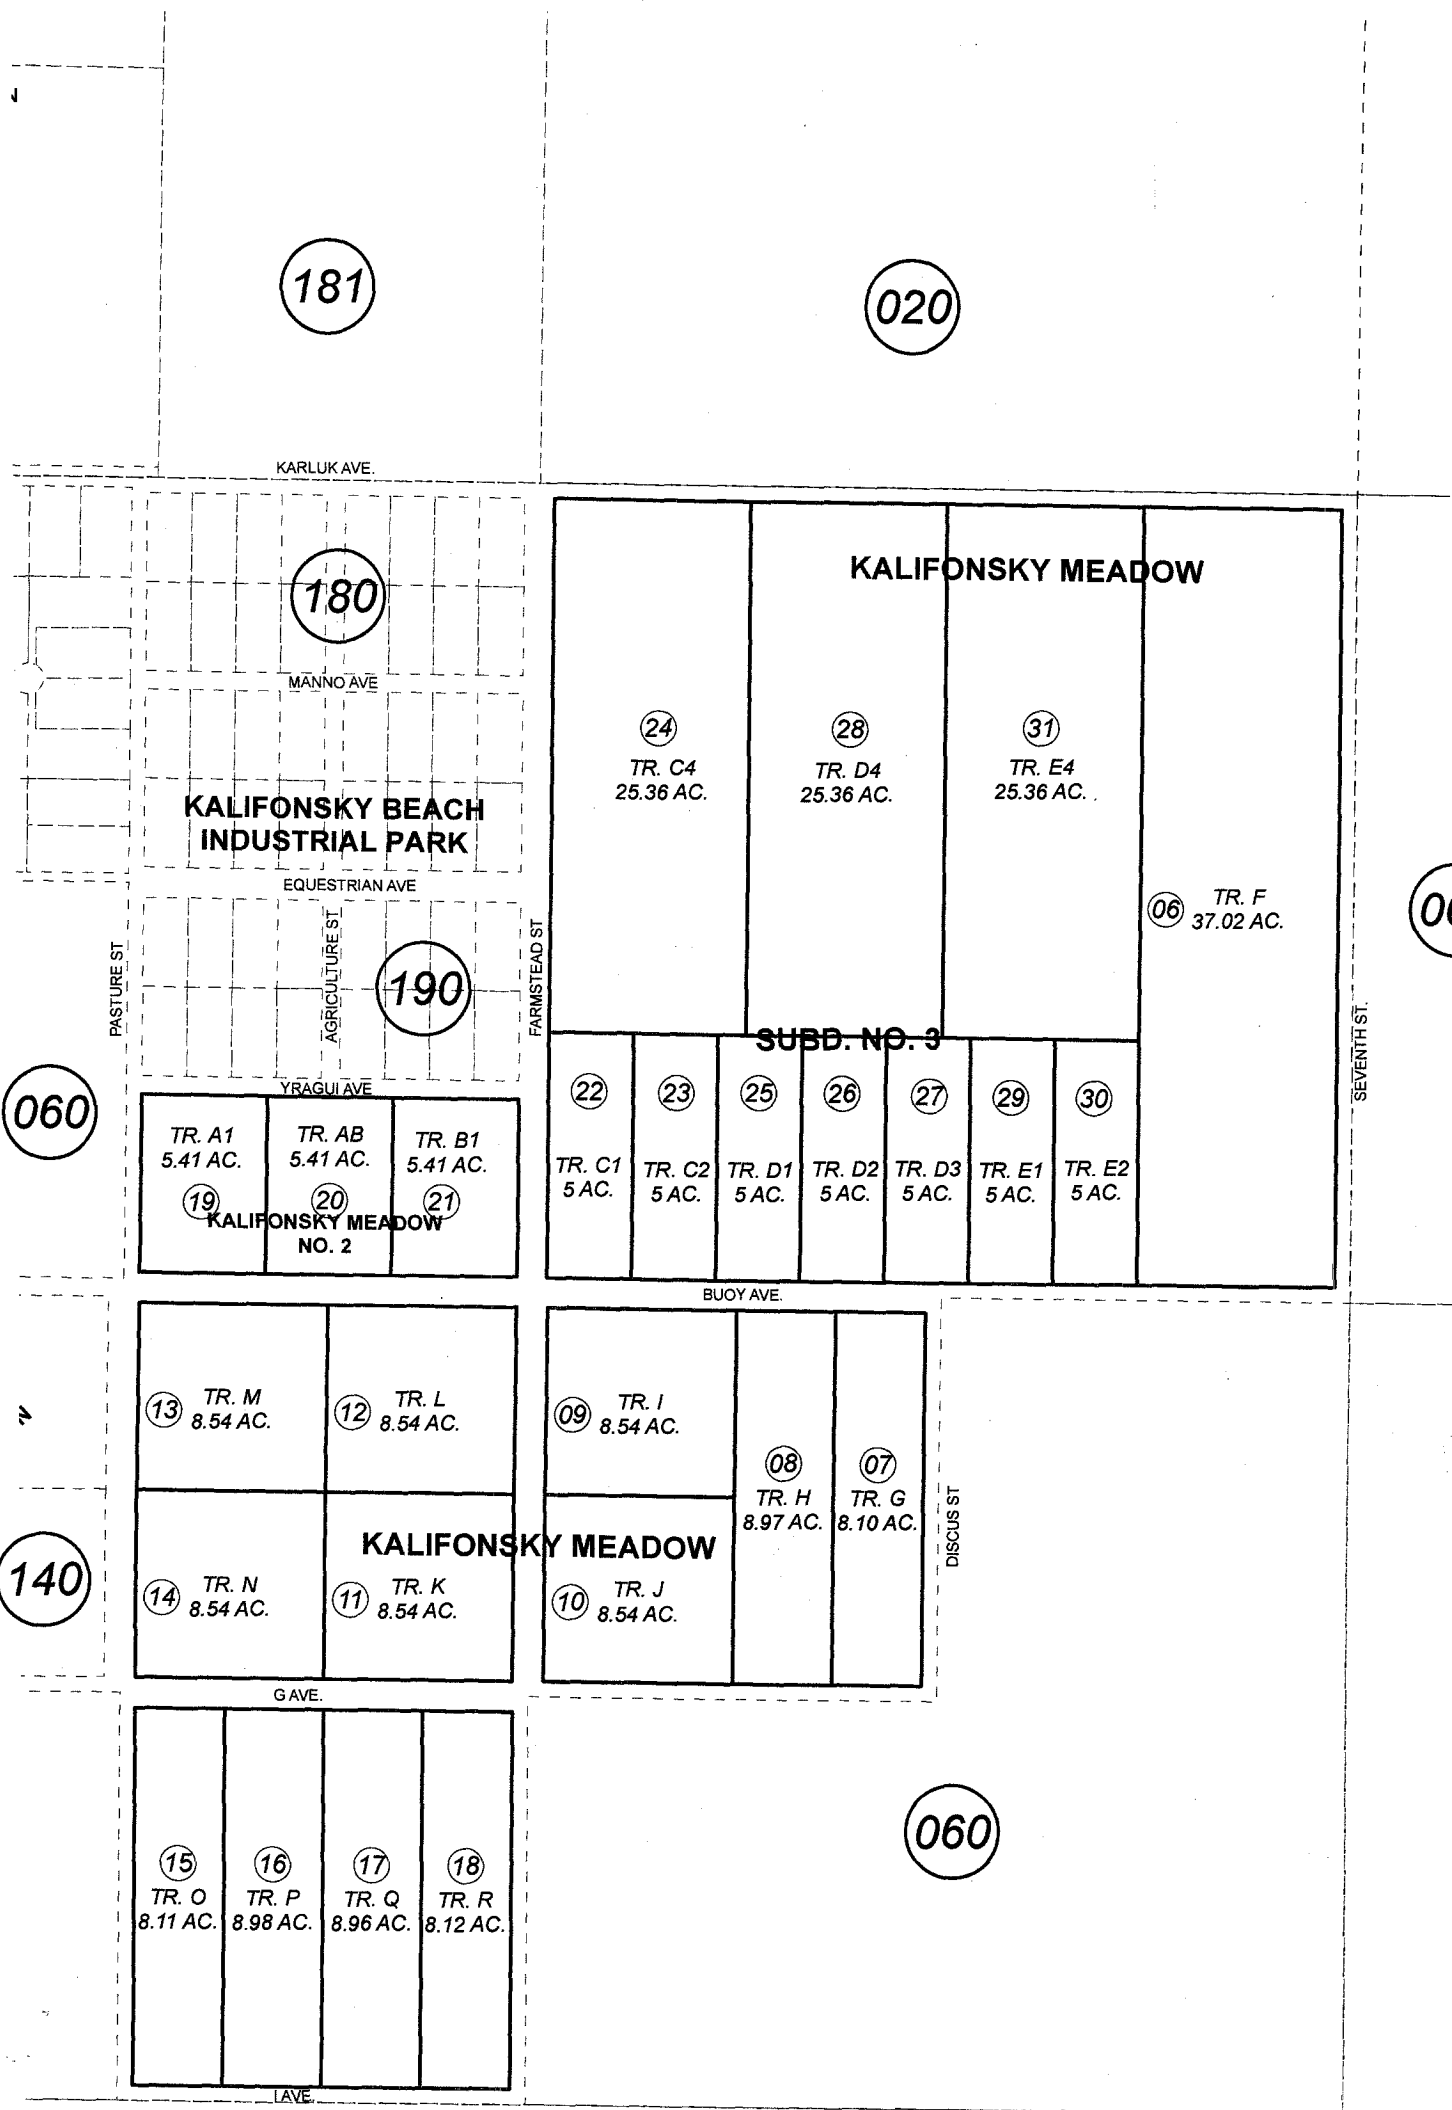 181
020
KARLUK AVE.
KALIFONSKY MEADOW
180
MANNO AVE
24
TR. C4
25.36 AC.
28
TR. D4
25.36 AC.
31
TR. E4
25.36 AC.
KALIFONSKY BEACH
INDUSTRIAL PARK
EQUESTRIAN AVE
06
TR. F
37.02 AC.
PASTURE ST
AGRICULTURE ST
190
FARMSTEAD ST
SUBD. NO. 3
SEVENTH ST.
060
YRAGUI AVE
TR. A1
5.41 AC.
19
TR. AB
5.41 AC.
20
TR. B1
5.41 AC.
21
KALIFONSKY MEADOW
NO. 2
22
TR. C1
5 AC.
23
TR. C2
5 AC.
25
TR. D1
5 AC.
26
TR. D2
5 AC.
27
TR. D3
5 AC.
29
TR. E1
5 AC.
30
TR. E2
5 AC.
BUOY AVE.
13
TR. M
8.54 AC.
12
TR. L
8.54 AC.
09
TR. I
8.54 AC.
08
TR. H
8.97 AC.
07
TR. G
8.10 AC.
DISCUS ST
KALIFONSKY MEADOW
140
14
TR. N
8.54 AC.
11
TR. K
8.54 AC.
10
TR. J
8.54 AC.
G AVE.
15
TR. O
8.11 AC.
16
TR. P
8.98 AC.
17
TR. Q
8.96 AC.
18
TR. R
8.12 AC.
060
I AVE.